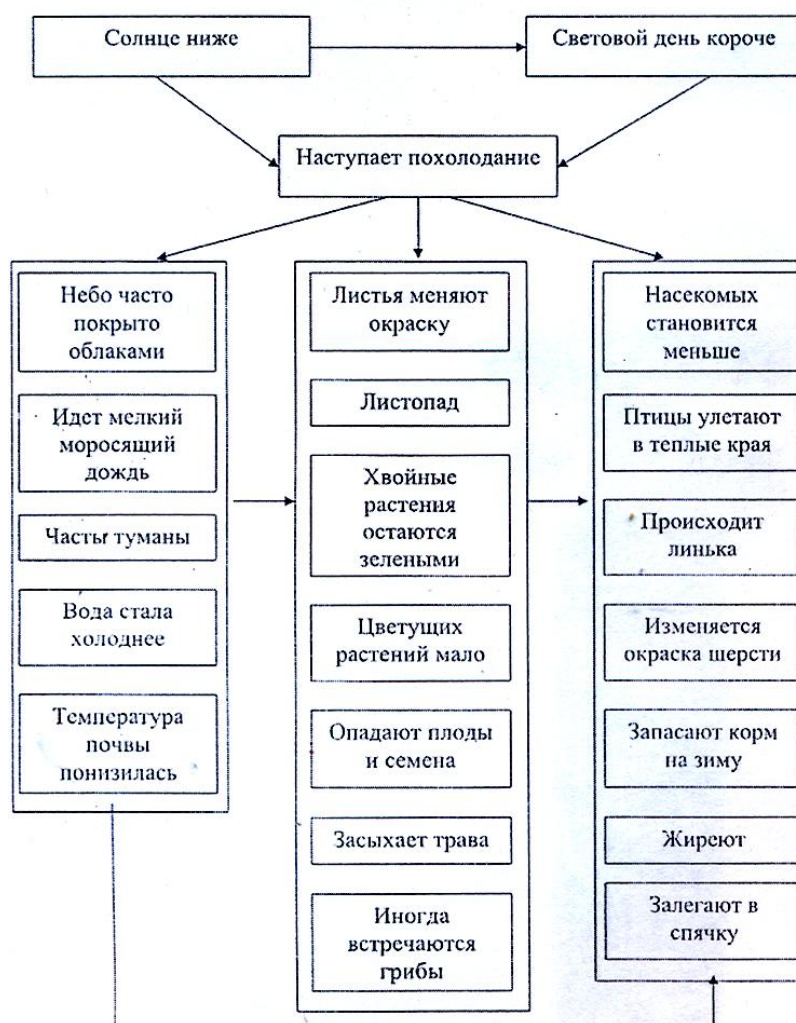 Солнце ниже
Световой день короче
Наступает похолодание
Небо часто
покрыто
облаками
Идет мелкий
моросящий
дождь
Часты туманы
Вода стала
холоднее
Температура
почвы
понизилась
Листья меняют
окраску
Листопад
Хвойные
растения
остаются
зелеными
Цветущих
растений мало
Опадают плоды
и семена
Засыхает трава
Иногда
встречаются
грибы
Насекомых
становится
меньше
Птицы улетают
в теплые края
Происходит
линька
Изменяется
окраска шерсти
Запасают корм
на зиму
Жиреют
Залегают в
спячку